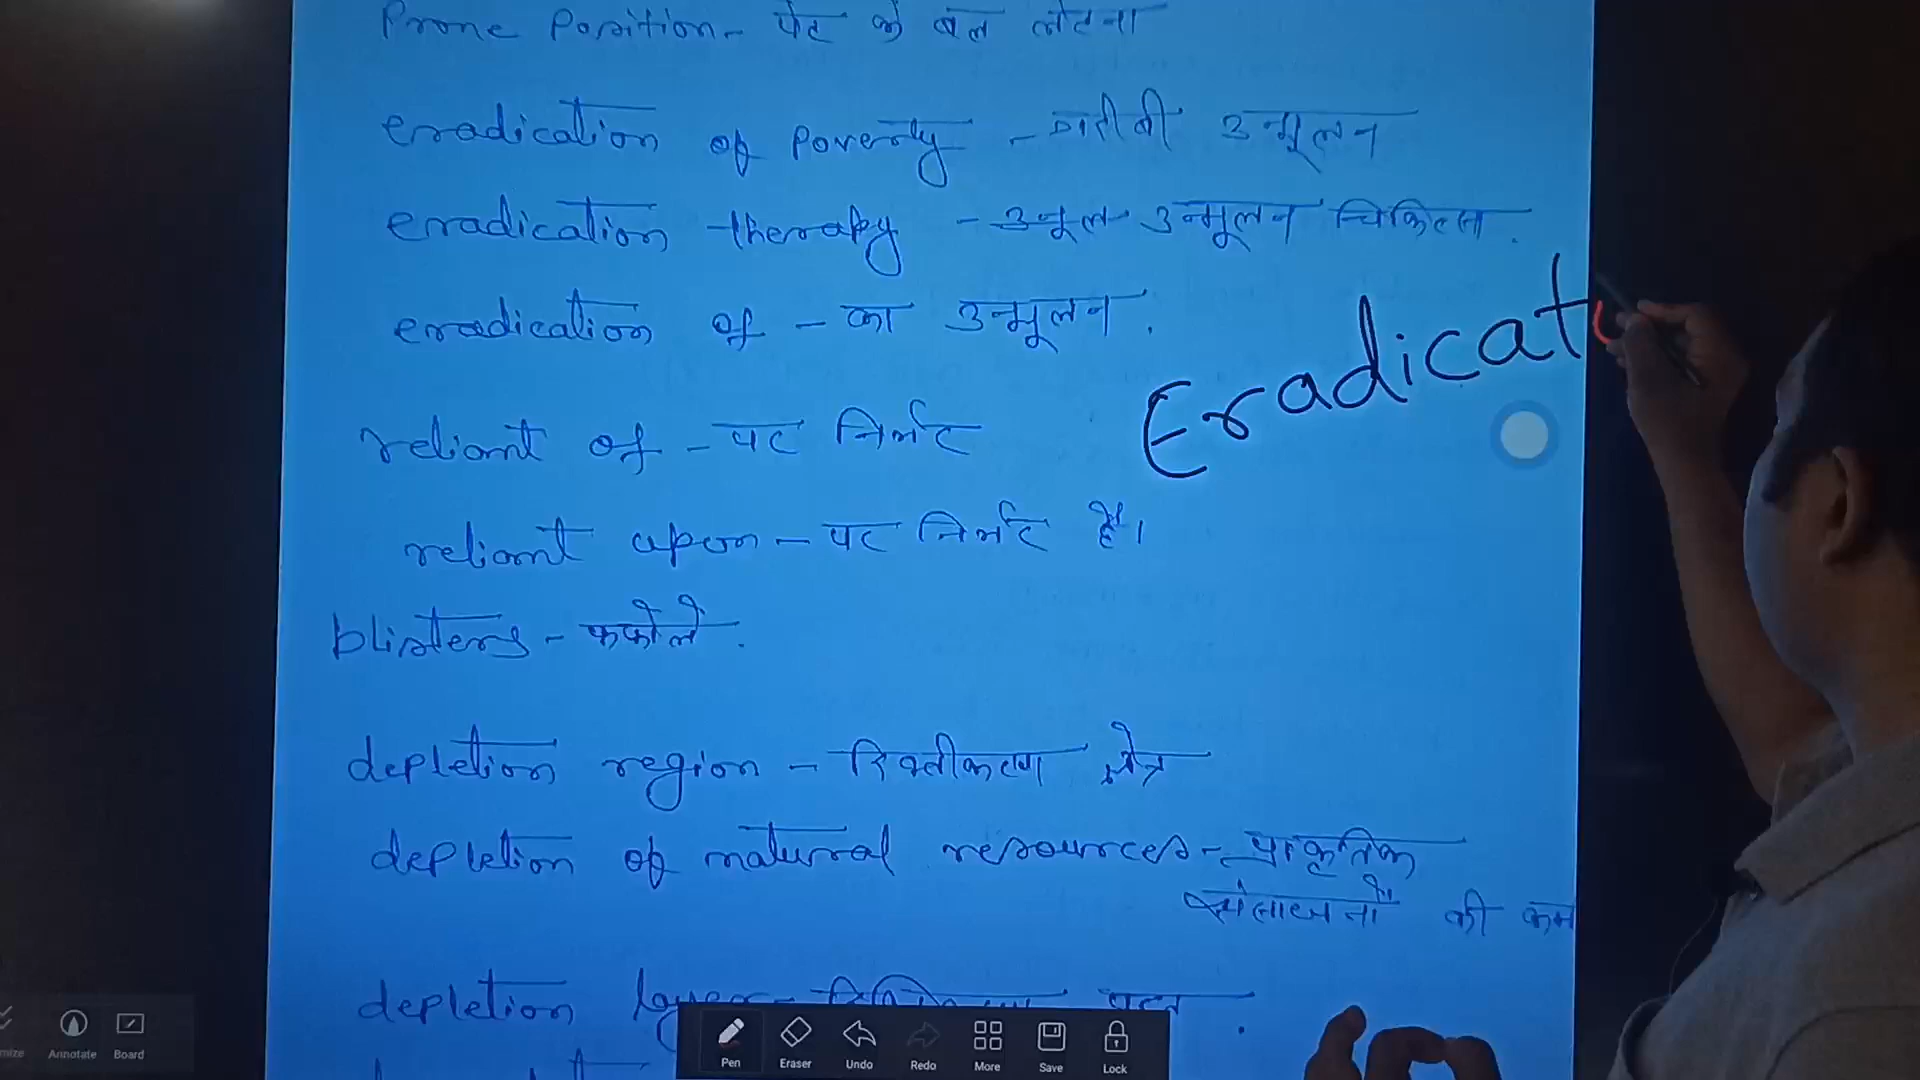 Prone Position - पेट के बल लेटना
eradication of Poverty - गरीबी उन्मूलन
eradication therapy - उन्मूलन चिकित्सा.
eradication of - का उन्मूलन.
Eradicat
reliant of - पर निर्भर
reliant upon - पर निर्भर है।
blisters - फफोले.
depletion region - रिक्तीकरण क्षेत्र
depletion of natural resources - प्राकृतिक
संसाधनों की कम
depletion layer -
Annotate Board
Pen Eraser Undo Redo More Save Lock